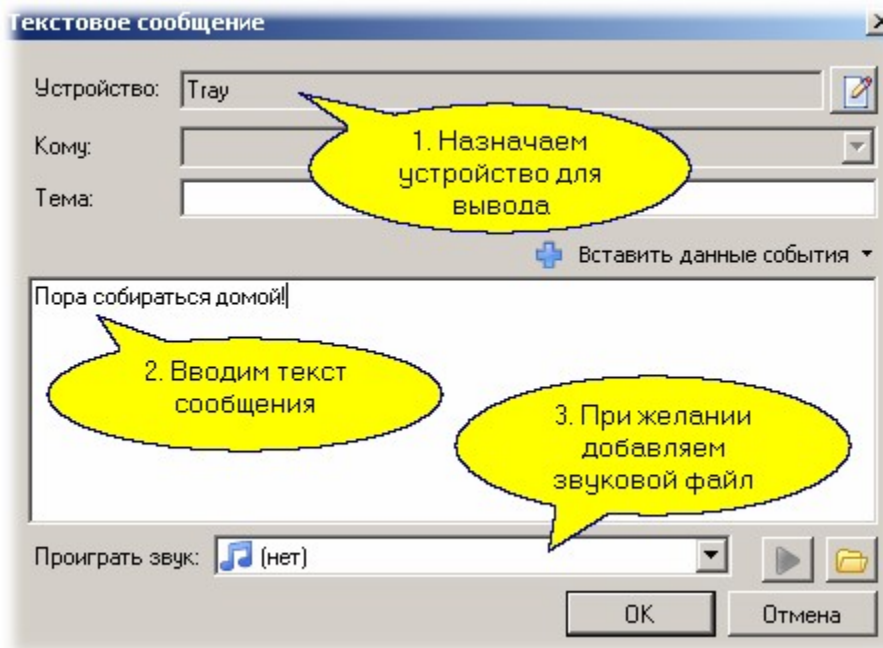 Текстовое сообщение
Устройство: Tray
1. Назначаем
устройство для
вывода
Кому:
Тема:
Вставить данные события
Пора собираться домой!
2. Вводим текст
сообщения
3. При желании
добавляем
звуковой файл
Проиграть звук: (нет)
OK Отмена